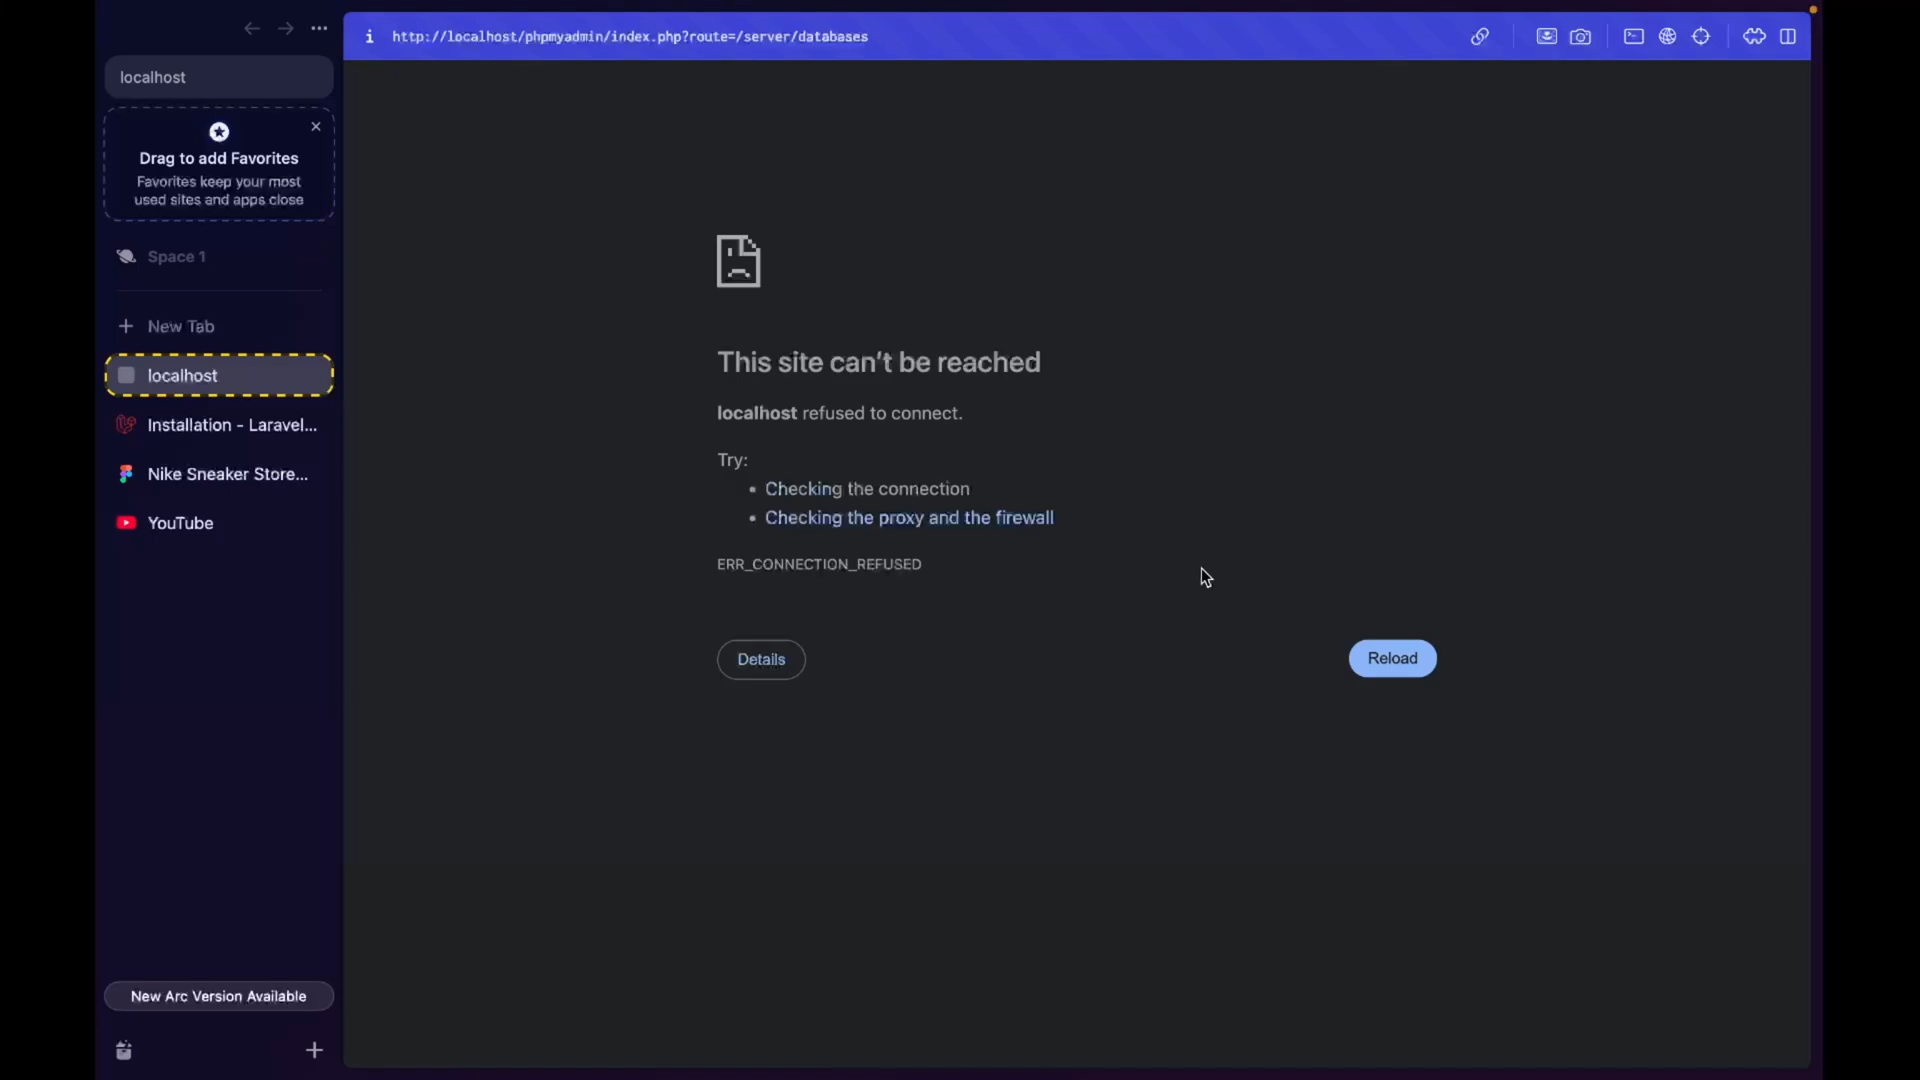 localhost
Drag to add Favorites
Favorites keep your most
used sites and apps close
Space 1
New Tab
localhost
Installation - Laravel...
Nike Sneaker Store...
YouTube
New Arc Version Available
http://localhost/phpmyadmin/index.php?route=/server/databases
This site can't be reached
localhost refused to connect.
Try:
• Checking the connection
• Checking the proxy and the firewall
ERR_CONNECTION_REFUSED
Details
Reload